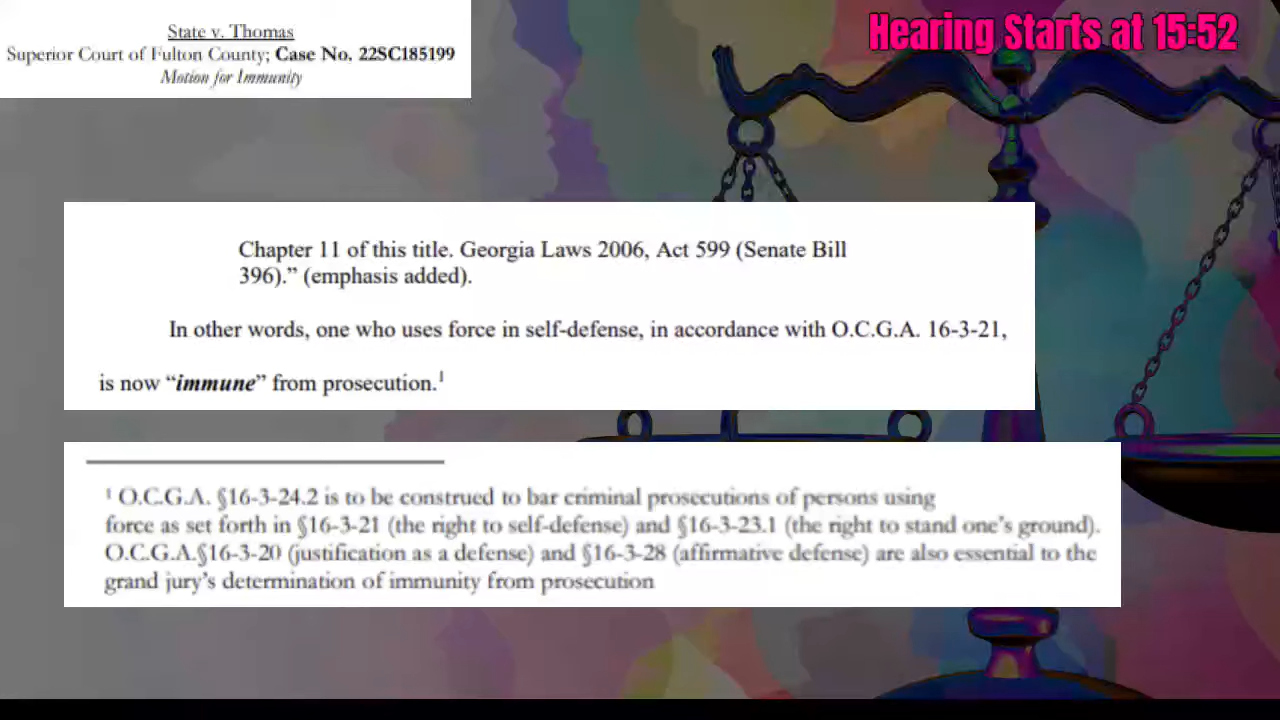 State v. Thomas
Superior Court of Fulton County; Case No. 22SC185199
Motion for Immunity
Hearing Starts at 15:52
Chapter 11 of this title. Georgia Laws 2006, Act 599 (Senate Bill
396).” (emphasis added).
In other words, one who uses force in self-defense, in accordance with O.C.G.A. 16-3-21,
is now “immune” from prosecution.1
1 O.C.G.A. §16-3-24.2 is to be construed to bar criminal prosecutions of persons using
force as set forth in §16-3-21 (the right to self-defense) and §16-3-23.1 (the right to stand one’s ground).
O.C.G.A.§16-3-20 (justification as a defense) and §16-3-28 (affirmative defense) are also essential to the
grand jury’s determination of immunity from prosecution